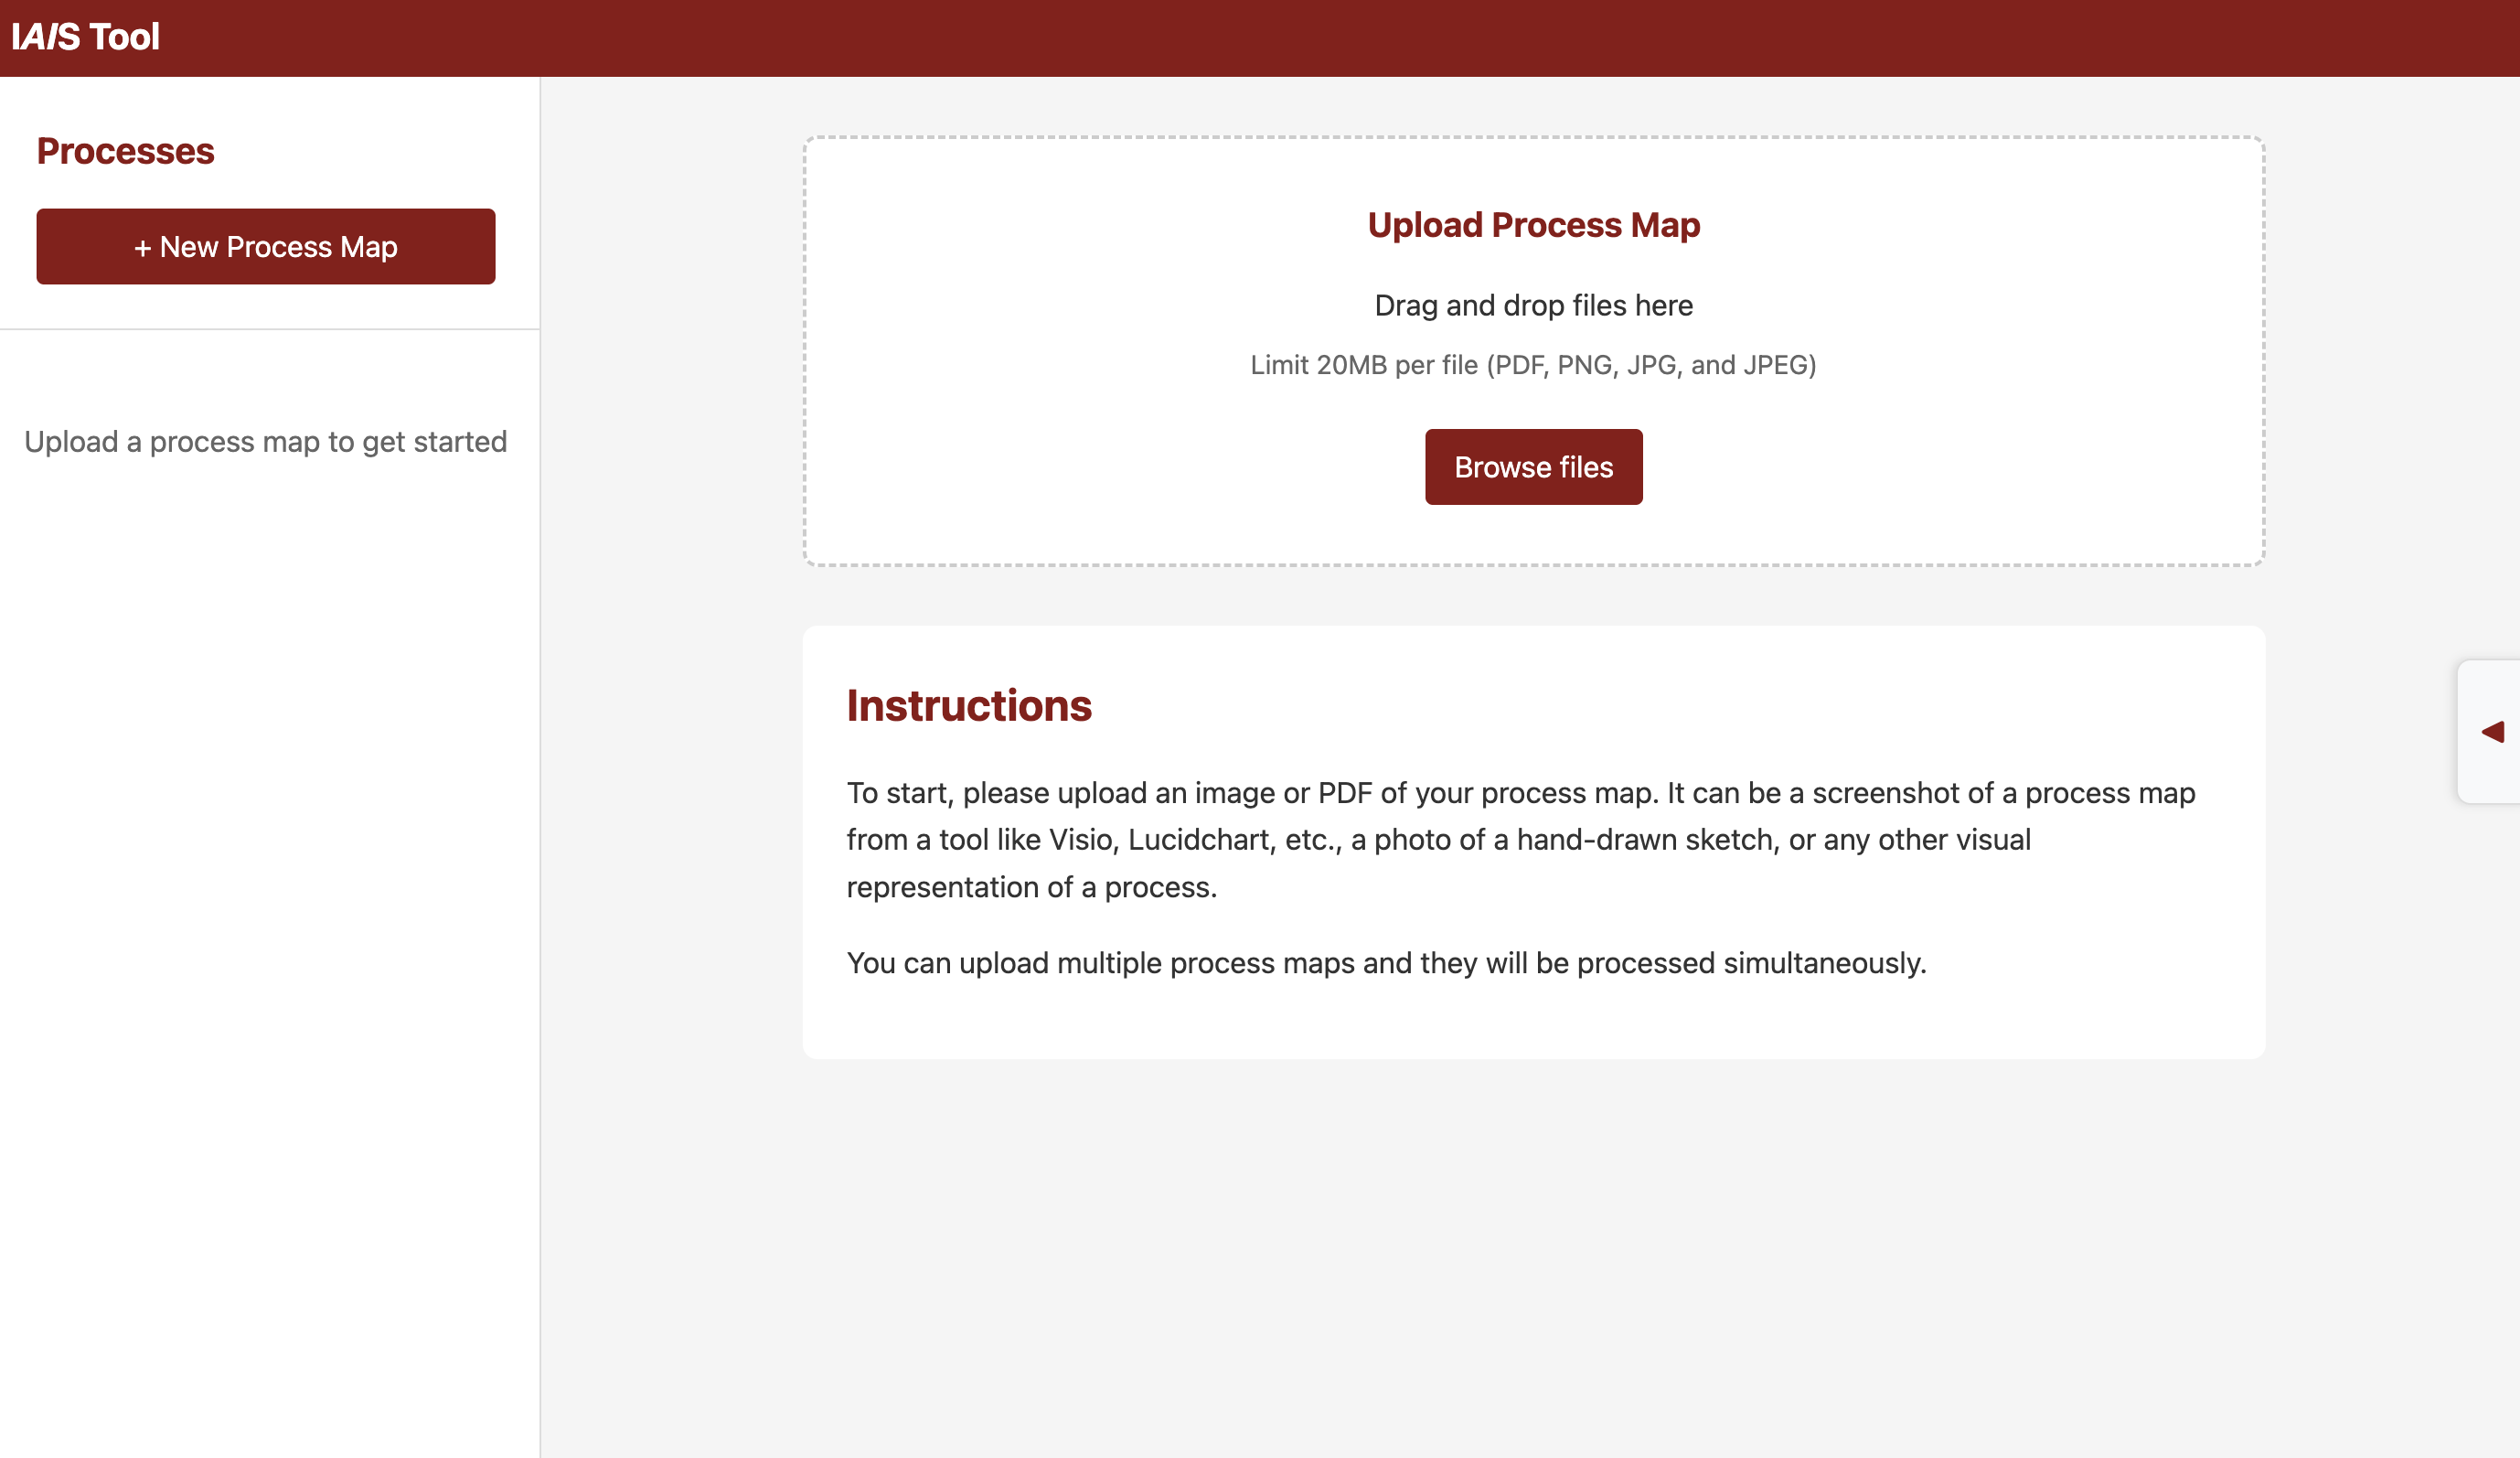 IAIS Tool
Processes
+ New Process Map
Upload a process map to get started
Upload Process Map
Drag and drop files here
Limit 20MB per file (PDF, PNG, JPG, and JPEG)
Browse files
Instructions
To start, please upload an image or PDF of your process map. It can be a screenshot of a process map
from a tool like Visio, Lucidchart, etc., a photo of a hand-drawn sketch, or any other visual
representation of a process.
You can upload multiple process maps and they will be processed simultaneously.